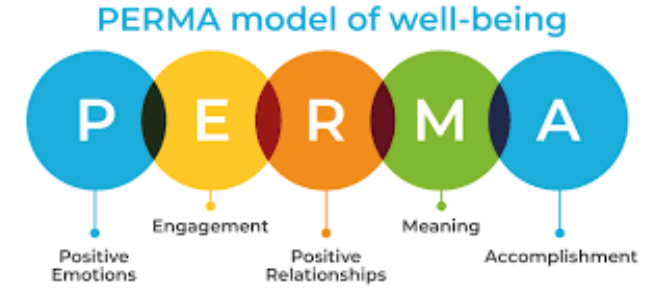 PERMA model of well-being
P E R M A
Engagement
Meaning
Positive
Emotions
Positive
Relationships
Accomplishment